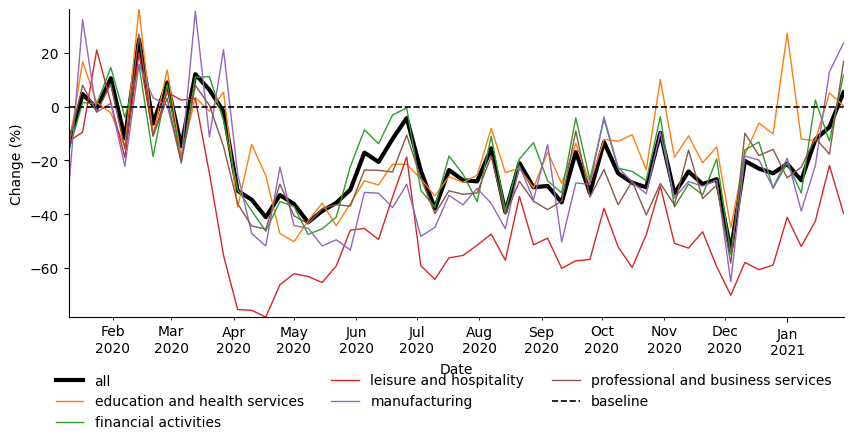 Change (%)
20
0
−20
−40
−60
Feb Mar Apr May Jun Jul Aug Sep Oct Nov Dec Jan
2020 2020 2020 2020 2020 2020 2020 2020 2020 2020 2020 2021
Date
all
education and health services
financial activities
leisure and hospitality
manufacturing
professional and business services
baseline